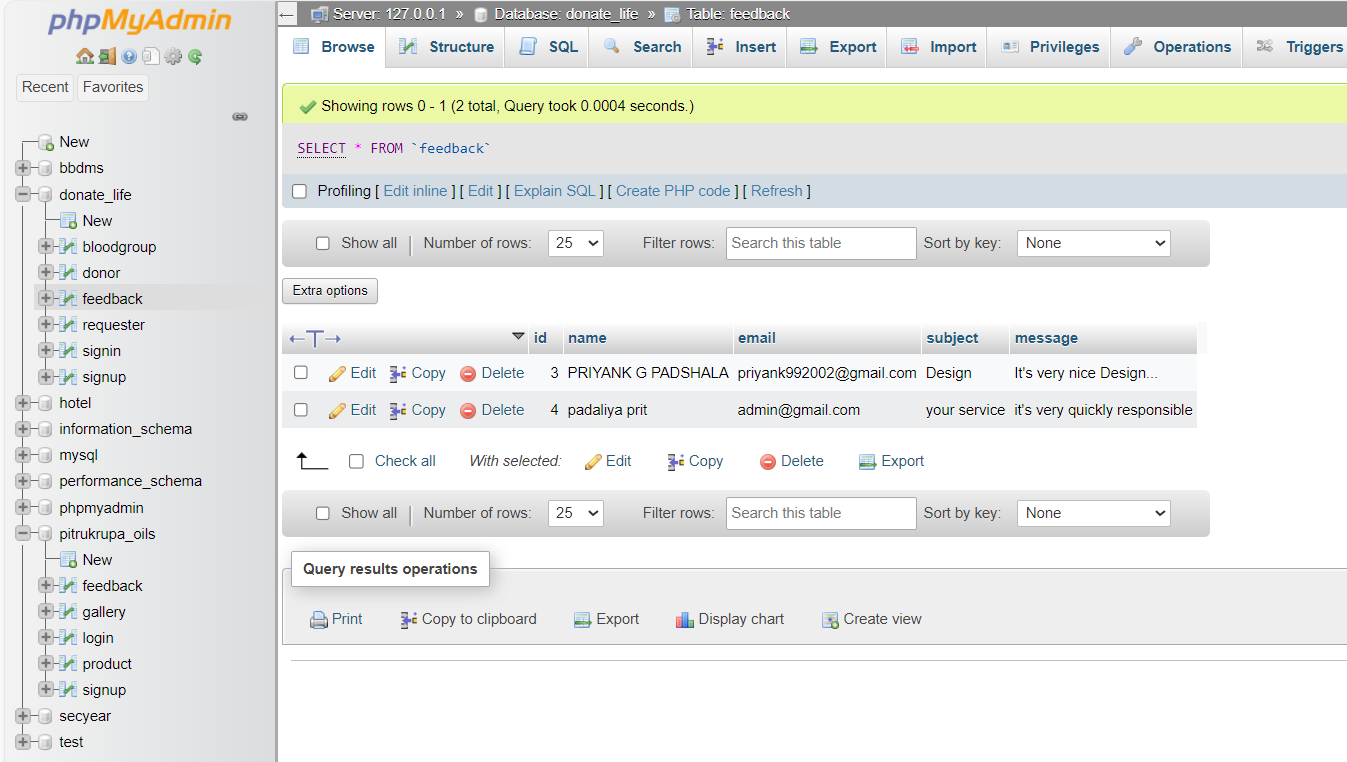 phpMyAdmin
Recent Favorites
New
bbdms
donate_life
New
bloodgroup
donor
feedback
requester
signin
signup
hotel
information_schema
mysql
performance_schema
phpmyadmin
pitrukrupa_oils
New
feedback
gallery
login
product
signup
secyear
test
Server: 127.0.0.1 » Database: donate_life » Table: feedback
Browse Structure SQL Search Insert Export Import Privileges Operations Triggers
Showing rows 0 - 1 (2 total, Query took 0.0004 seconds.)
SELECT * FROM `feedback`
Profiling [ Edit inline ] [ Edit ] [ Explain SQL ] [ Create PHP code ] [ Refresh ]
Show all | Number of rows: 25 Filter rows: Search this table Sort by key: None
Extra options
←T→ id name email subject message
Edit Copy Delete 3 PRIYANK G PADSHALA priyank992002@gmail.com Design It's very nice Design...
Edit Copy Delete 4 padaliya prit admin@gmail.com your service it's very quickly responsible
Check all With selected: Edit Copy Delete Export
Show all | Number of rows: 25 Filter rows: Search this table Sort by key: None
Query results operations
Print Copy to clipboard Export Display chart Create view